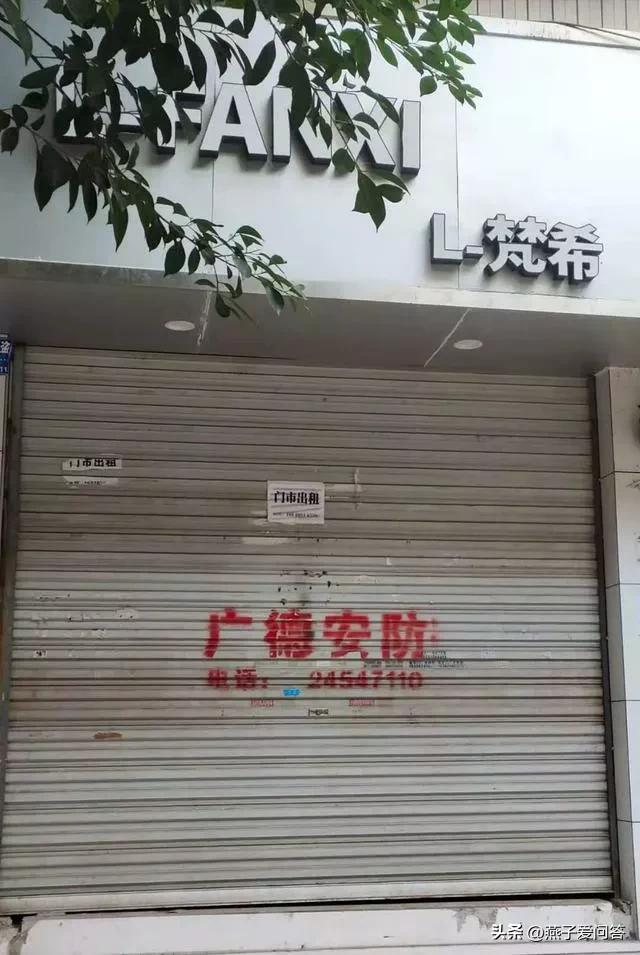 FANXI
L-梵希
门市出租
门市出租
广德安防
电话: 24547110
头条 @燕子爱问答